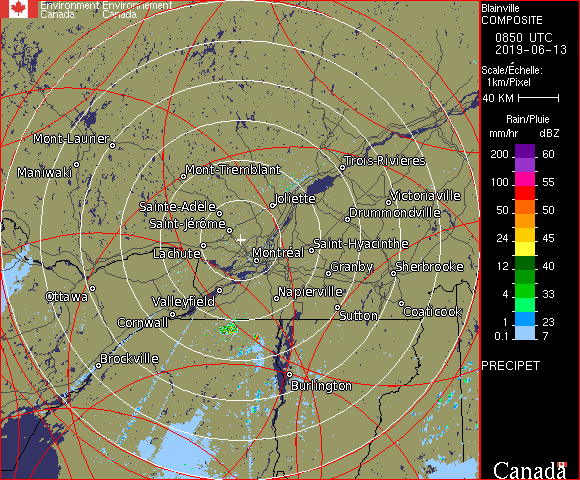 Environment Environnement
Canada Canada
Blainville
COMPOSITE
0850 UTC
2019-06-13
Scale/Échelle:
1km/Pixel
40 KM
Rain/Pluie
mm/hr dBZ
200 60
100 55
50 50
24 45
12 40
4 33
1 23
0.1 7
PRECIPET
Canada
Mont-Laurier
Maniwaki
Mont-Tremblant
Trois-Rivières
Sainte-Adèle
Joliette
Victoriaville
Saint-Jérôme
Drummondville
Lachute
Montréal
Saint-Hyacinthe
Granby
Sherbrooke
Ottawa
Valleyfield
Napierville
Cornwall
Sutton
Coaticook
Brockville
Burlington